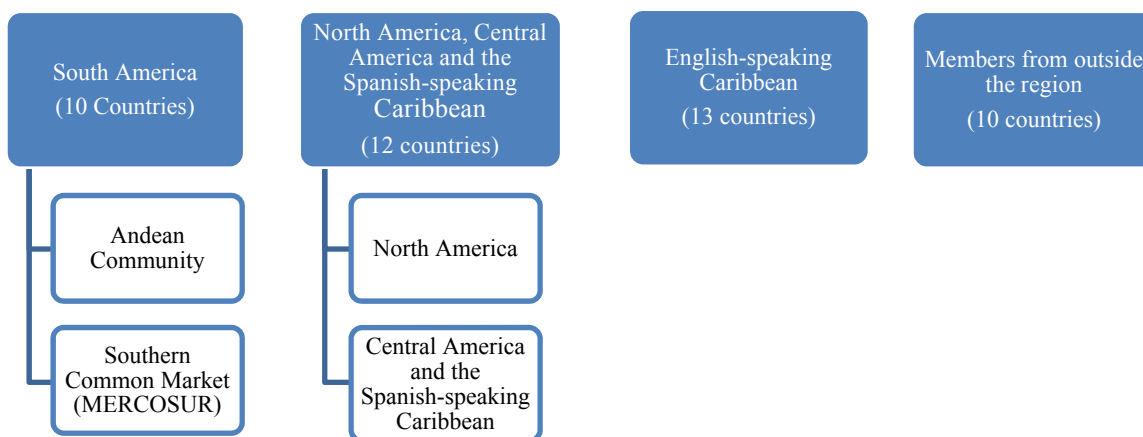 South America
(10 Countries)
Andean
Community
Southern
Common Market
(MERCOSUR)
North America, Central
America and the
Spanish-speaking
Caribbean
(12 countries)
North America
Central America
and the
Spanish-speaking
Caribbean
English-speaking
Caribbean
(13 countries)
Members from outside
the region
(10 countries)